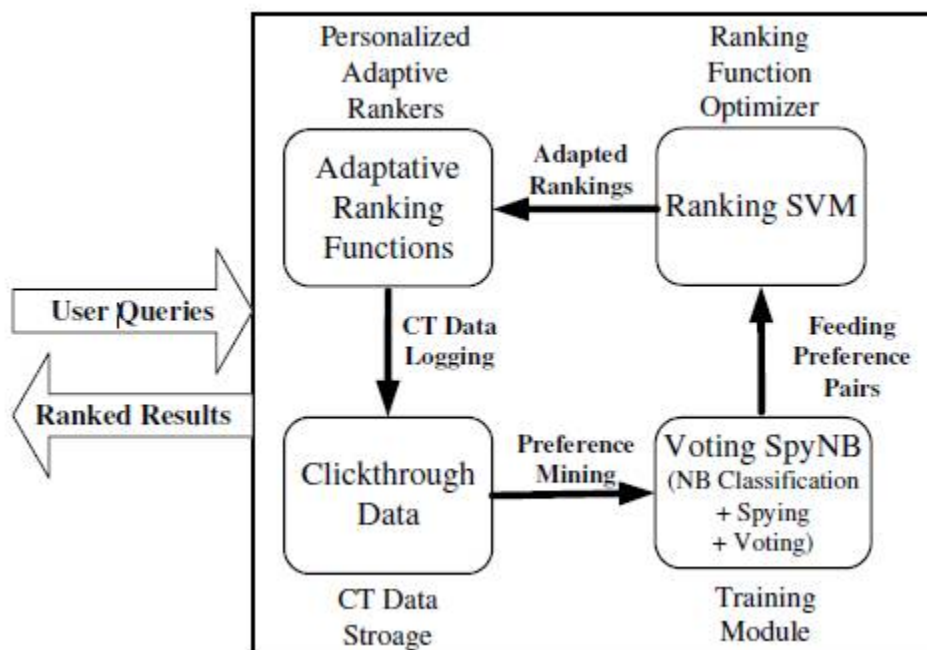 Personalized
Adaptive
Rankers
Ranking
Function
Optimizer
Adaptative
Ranking
Functions
Adapted
Rankings
Ranking SVM
User Queries
Ranked Results
CT Data
Logging
Feeding
Preference
Pairs
Clickthrough
Data
Preference
Mining
Voting SpyNB
(NB Classification
+ Spying
+ Voting)
CT Data
Stroage
Training
Module